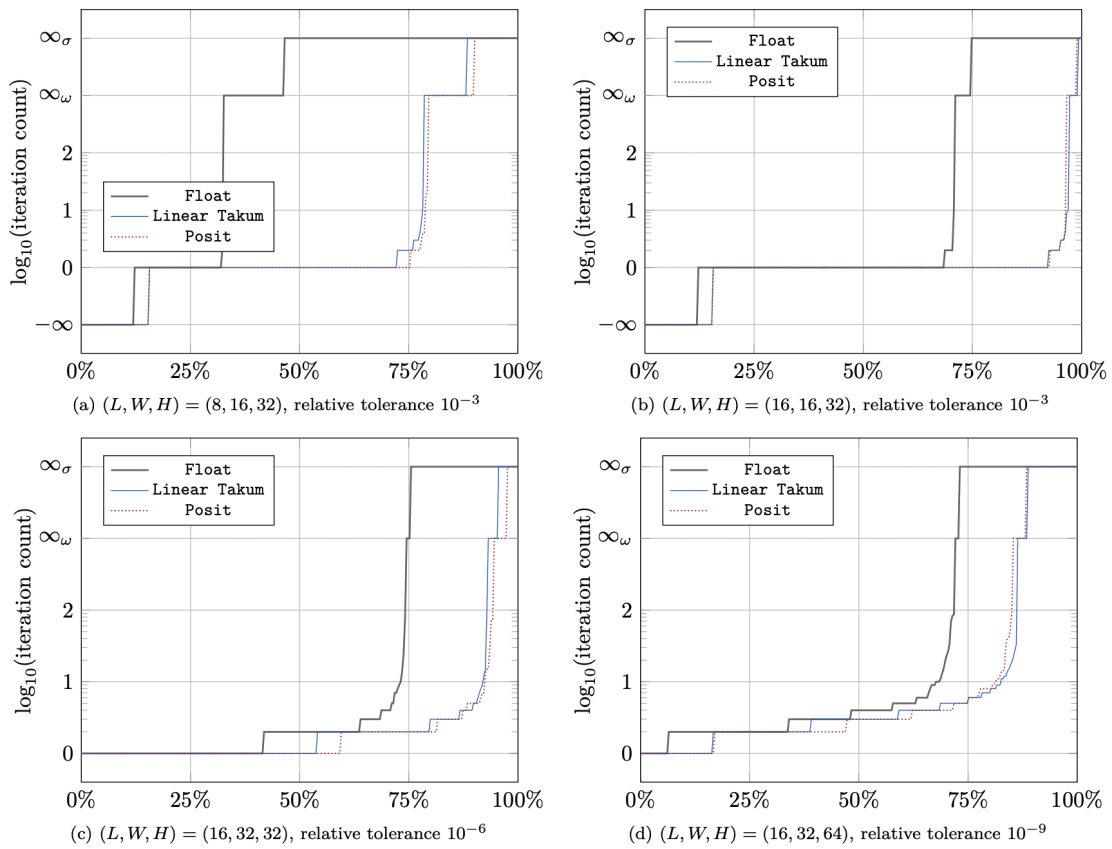 ∞σ
∞ω
2
1
0
−∞
log10(iteration count)
Float
Linear Takum
Posit
0% 25% 50% 75% 100%
(a) (L, W, H) = (8, 16, 32), relative tolerance 10−3
∞σ
∞ω
2
1
0
−∞
log10(iteration count)
Float
Linear Takum
Posit
0% 25% 50% 75% 100%
(b) (L, W, H) = (16, 16, 32), relative tolerance 10−3
∞σ
∞ω
2
1
0
log10(iteration count)
Float
Linear Takum
Posit
0% 25% 50% 75% 100%
(c) (L, W, H) = (16, 32, 32), relative tolerance 10−6
∞σ
∞ω
2
1
0
log10(iteration count)
Float
Linear Takum
Posit
0% 25% 50% 75% 100%
(d) (L, W, H) = (16, 32, 64), relative tolerance 10−9